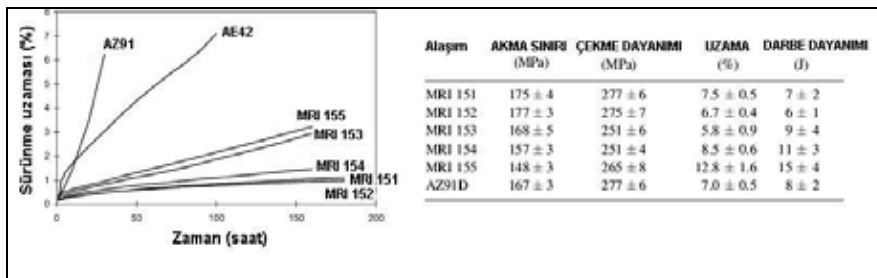 8
7
6
5
4
3
2
1
0
Sürünme uzaması (%)
AZ91
AE42
MRI 155
MRI 153
MRI 154
MRI 151
MRI 152
0 50 100 150 200
Zaman (saat)
Alaşım AKMA SINIRI ÇEKME DAYANIMI UZAMA DARBE DAYANIMI
(MPa) (MPa) (%) (J)
MRI 151 175 ± 4 277 ± 6 7.5 ± 0.5 7 ± 2
MRI 152 177 ± 3 275 ± 7 6.7 ± 0.4 6 ± 1
MRI 153 168 ± 5 251 ± 6 5.8 ± 0.9 9 ± 4
MRI 154 157 ± 3 251 ± 4 8.5 ± 0.6 11 ± 3
MRI 155 148 ± 3 265 ± 8 12.8 ± 1.6 15 ± 4
AZ91D 167 ± 3 277 ± 6 7.0 ± 0.5 8 ± 2